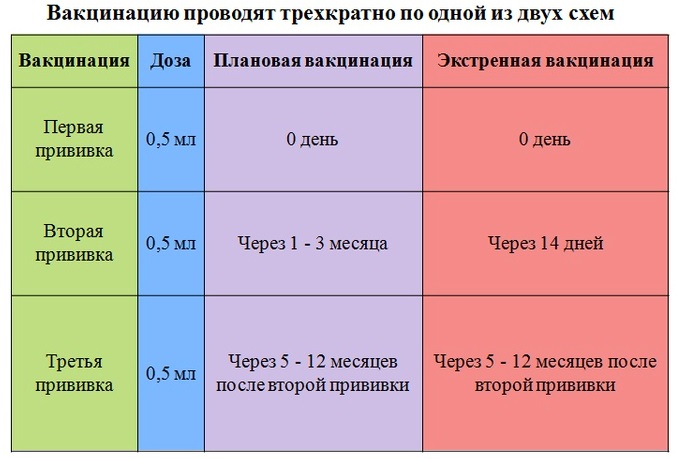 Вакцинацию проводят трехкратно по одной из двух схем
Вакцинация Доза Плановая вакцинация Экстренная вакцинация
Первая
прививка
0,5 мл
0 день
0 день
Вторая
прививка
0,5 мл
Через 1 - 3 месяца
Через 14 дней
Третья
прививка
0,5 мл
Через 5 - 12 месяцев
после второй прививки
Через 5 - 12 месяцев после
второй прививки